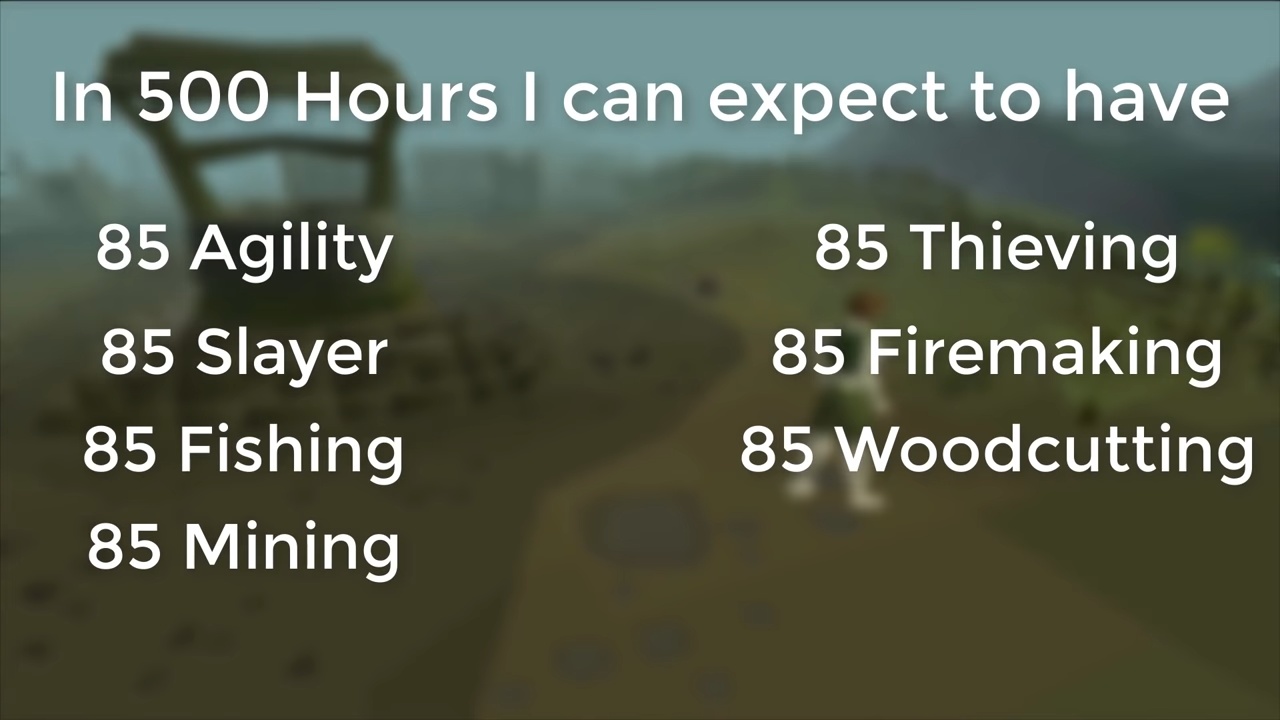 In 500 Hours I can expect to have
85 Agility
85 Slayer
85 Fishing
85 Mining
85 Thieving
85 Firemaking
85 Woodcutting